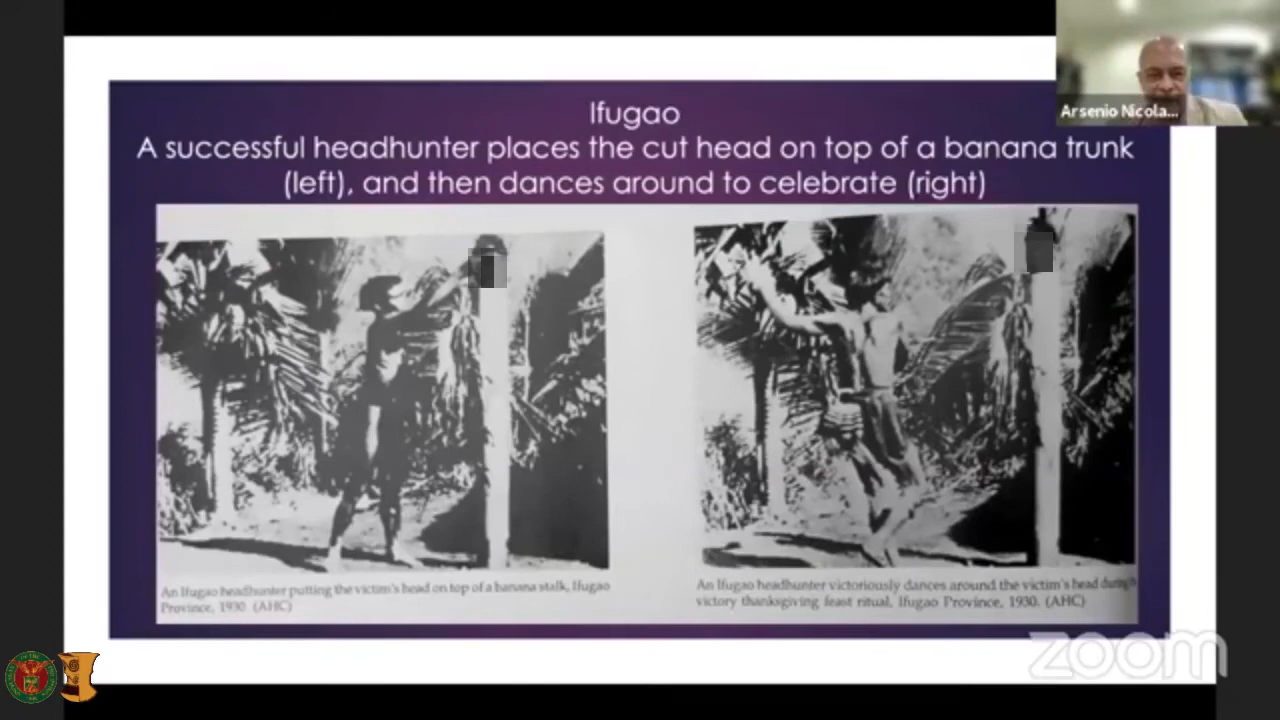 Arsenio Nicola...
Ifugao
A successful headhunter places the cut head on top of a banana trunk
(left), and then dances around to celebrate (right)
An Ifugao headhunter putting the victim's head on top of a banana stalk, Ifugao
Province, 1930 (AHC)
An Ifugao headhunter victoriously dances around the victim's head during
victory thanksgiving feast ritual, Ifugao Province, 1930. (AHC)
zoom